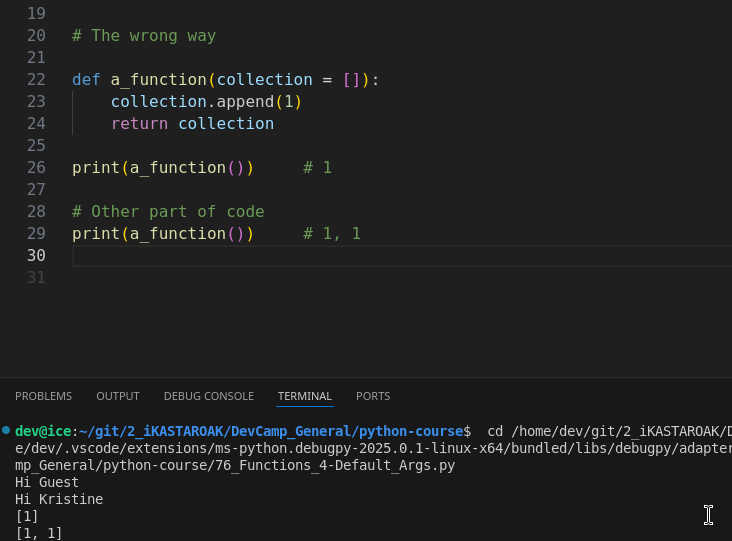 19
20 # The wrong way
21
22 def a_function(collection = []):
23     collection.append(1)
24     return collection
25
26 print(a_function())     # 1
27
28 # Other part of code
29 print(a_function())     # 1, 1
30
31
PROBLEMS OUTPUT DEBUG CONSOLE TERMINAL PORTS
dev@ice:~/git/2_iKASTAROAK/DevCamp_General/python-course$  cd /home/dev/git/2_iKASTAROAK/D
e/dev/.vscode/extensions/ms-python.debugpy-2025.0.1-linux-x64/bundled/libs/debugpy/adapter
mp_General/python-course/76_Functions_4-Default_Args.py
Hi Guest
Hi Kristine
[1]
[1, 1]